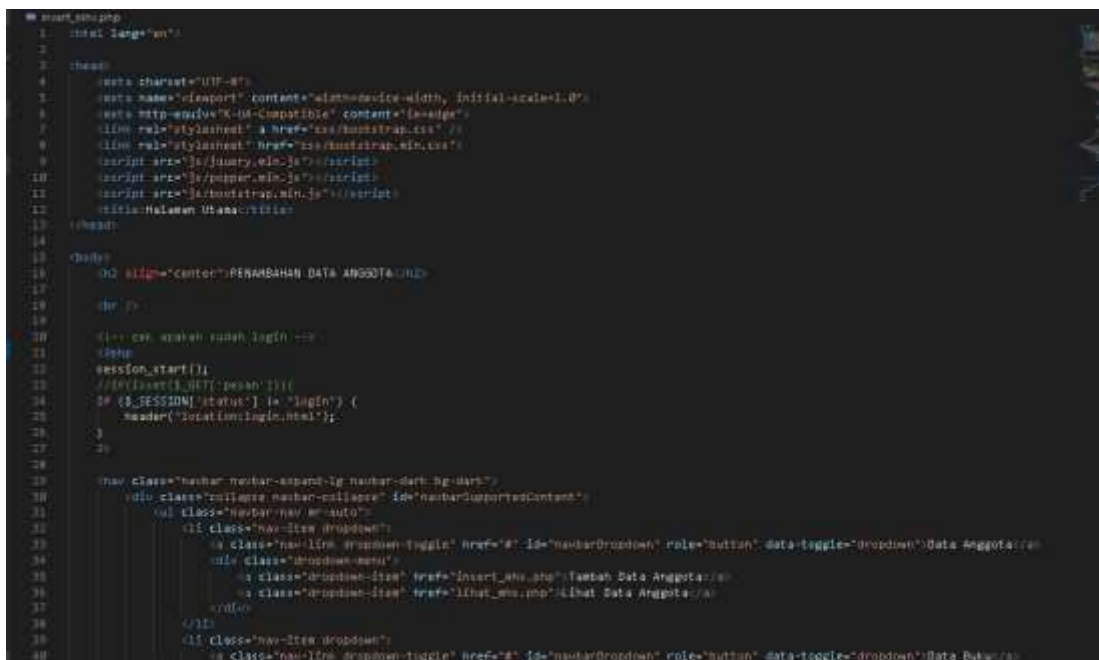 insert_mhs.php
1 <html lang="en">
2
3 <head>
4 <meta charset="UTF-8">
5 <meta name="viewport" content="width=device-width, initial-scale=1.0">
6 <meta http-equiv="X-UA-Compatible" content="ie=edge">
7 <link rel="stylesheet" a href="css/bootstrap.css" />
8 <link rel="stylesheet" href="css/bootstrap.min.css">
9 <script src="js/jquery.min.js"></script>
10 <script src="js/popper.min.js"></script>
11 <script src="js/bootstrap.min.js"></script>
12 <title>Halaman Utama</title>
13 </head>
14
15 <body>
16 <h2 align="center">PENAMBAHAN DATA ANGGOTA</h2>
17
18 <br />
19
20 <!-- cek apakah sudah login -->
21 <?php
22 session_start();
23 //if(isset($_GET['pesan'])){
24 IF ($_SESSION['status'] != "login") {
25 header("location:login.html");
26 }
27 ?>
28
29 <nav class="navbar navbar-expand-lg navbar-dark bg-dark">
30 <div class="collapse navbar-collapse" id="navbarSupportedContent">
31 <ul class="navbar-nav mr-auto">
32 <li class="nav-item dropdown">
33 <a class="nav-link dropdown-toggle" href="#" id="navbarDropdown" role="button" data-toggle="dropdown">Data Anggota</a>
34 <div class="dropdown-menu">
35 <a class="dropdown-item" href="insert_mhs.php">Tambah Data Anggota</a>
36 <a class="dropdown-item" href="lihat_mhs.php">Lihat Data Anggota</a>
37 </div>
38 </li>
39 <li class="nav-item dropdown">
40 <a class="nav-link dropdown-toggle" href="#" id="navbarDropdown" role="button" data-toggle="dropdown">Data Buku</a>